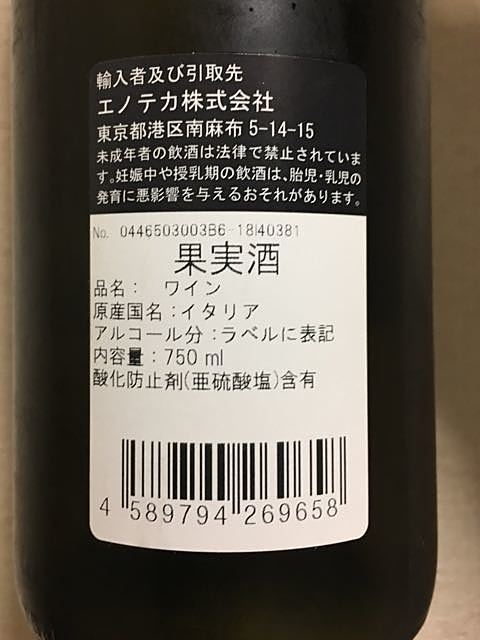 輸入者及び引取先
エノテカ株式会社
東京都港区南麻布 5-14-15
未成年者の飲酒は法律で禁止されていま
す。妊娠中や授乳期の飲酒は、胎児・乳児の
発育に悪影響を与えるおそれがあります。
No. 0446503003B6-18I40381
果実酒
品名： ワイン
原産国名：イタリア
アルコール分：ラベルに表記
内容量：750 ml
酸化防止剤(亜硫酸塩)含有
4 589794 269658